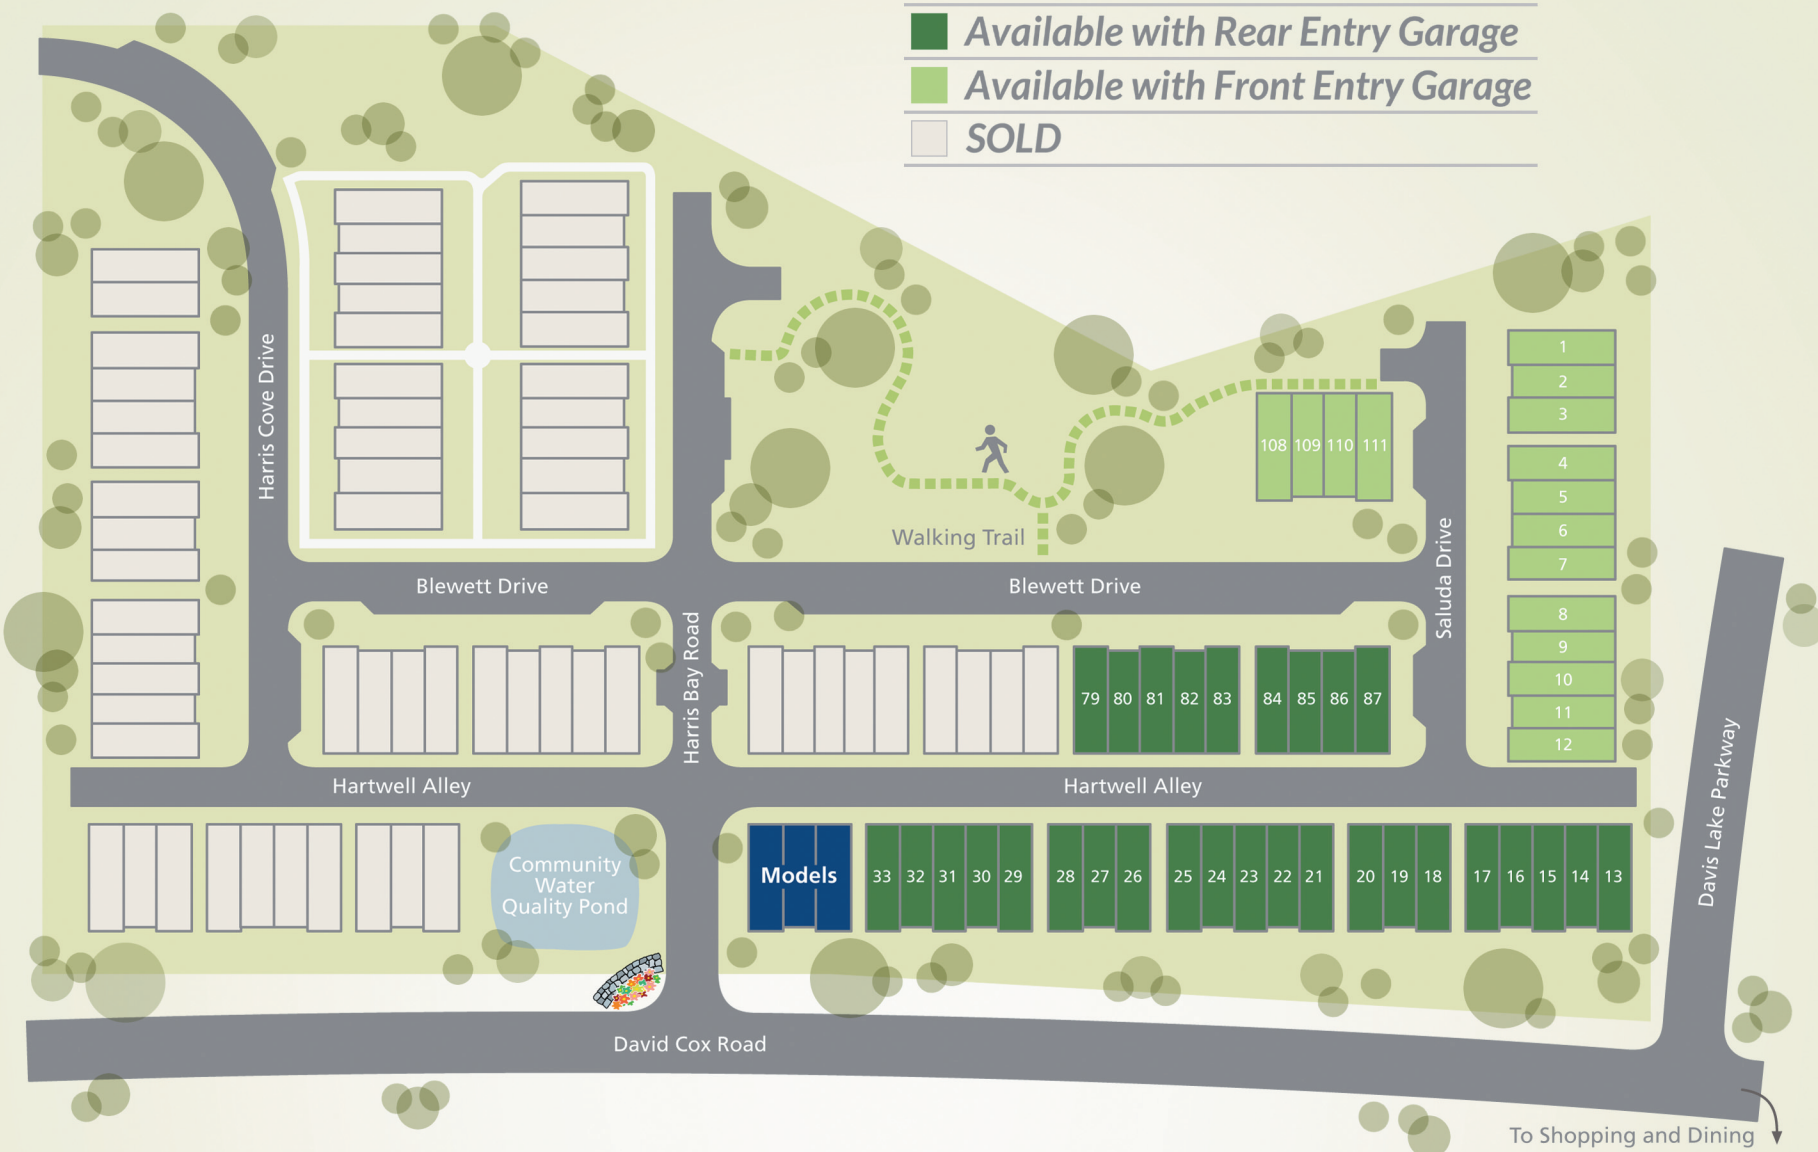 Available with Rear Entry Garage
Available with Front Entry Garage
SOLD
Harris Cove Drive
Walking Trail
108 109 110 111
1
2
3
4
5
6
7
8
9
10
11
12
Saluda Drive
Blewett Drive
Blewett Drive
Harris Bay Road
79 80 81 82 83
84 85 86 87
Hartwell Alley
Hartwell Alley
Davis Lake Parkway
Community
Water
Quality Pond
Models
33 32 31 30 29
28 27 26
25 24 23 22 21
20 19 18
17 16 15 14 13
David Cox Road
To Shopping and Dining